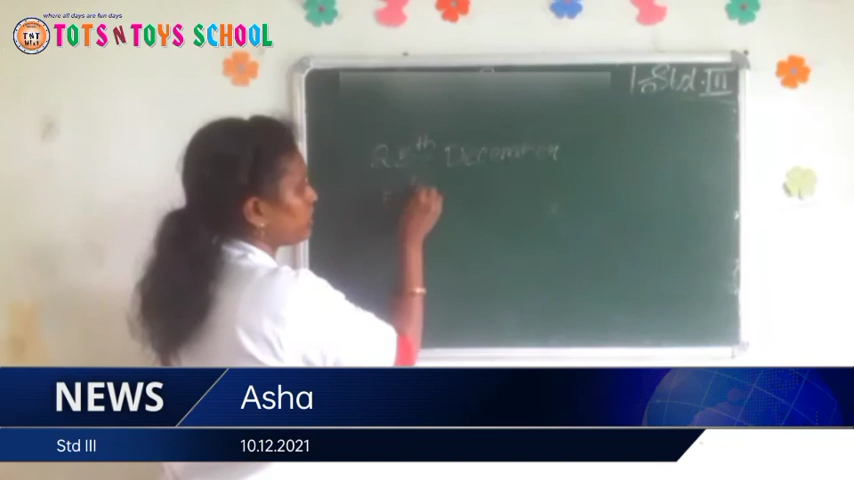 where all days are fun days
TNT
TOTS N TOYS SCHOOL
Std. III
25th December
NEWS
Asha
Std III
10.12.2021